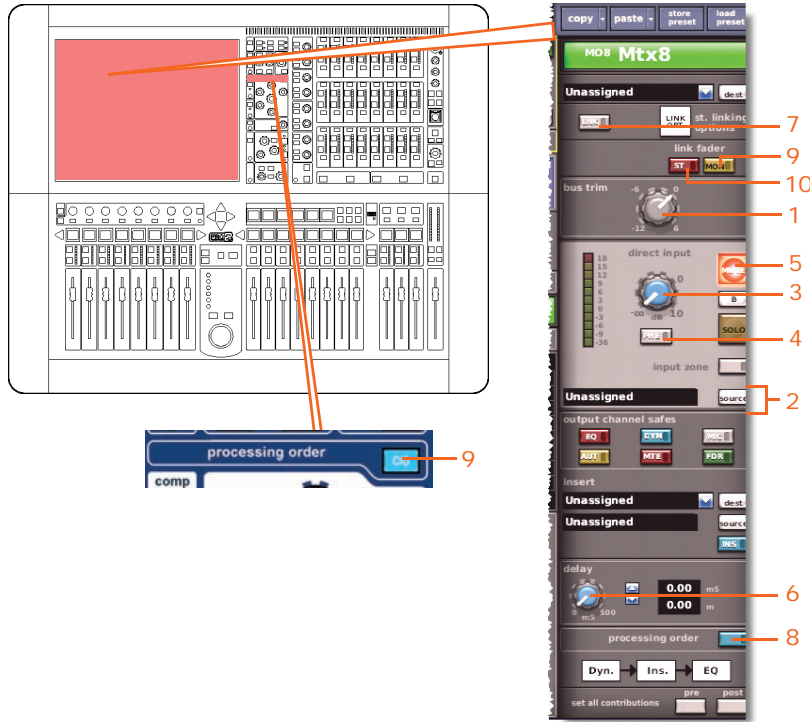 copy paste store preset load preset
MO8 Mtx8
Unassigned dest
LINK st. linking options
7
link fader
9
ST MON
10
bus trim
-6 0
-12 6
1
direct input
18
15
12
9
6
3
0
-3
-6
-9
-36
0
-∞ dB 10
5
3
B
SOLO
4
input zone
Unassigned source
2
output channel safes
EQ DYN MIC
AUT MTE FDR
insert
Unassigned dest
Unassigned source
INS
delay
0 mS 500
0.00 mS
0.00 m
6
processing order
8
Dyn. Ins. EQ
set all contributions pre post
processing order
9
comp